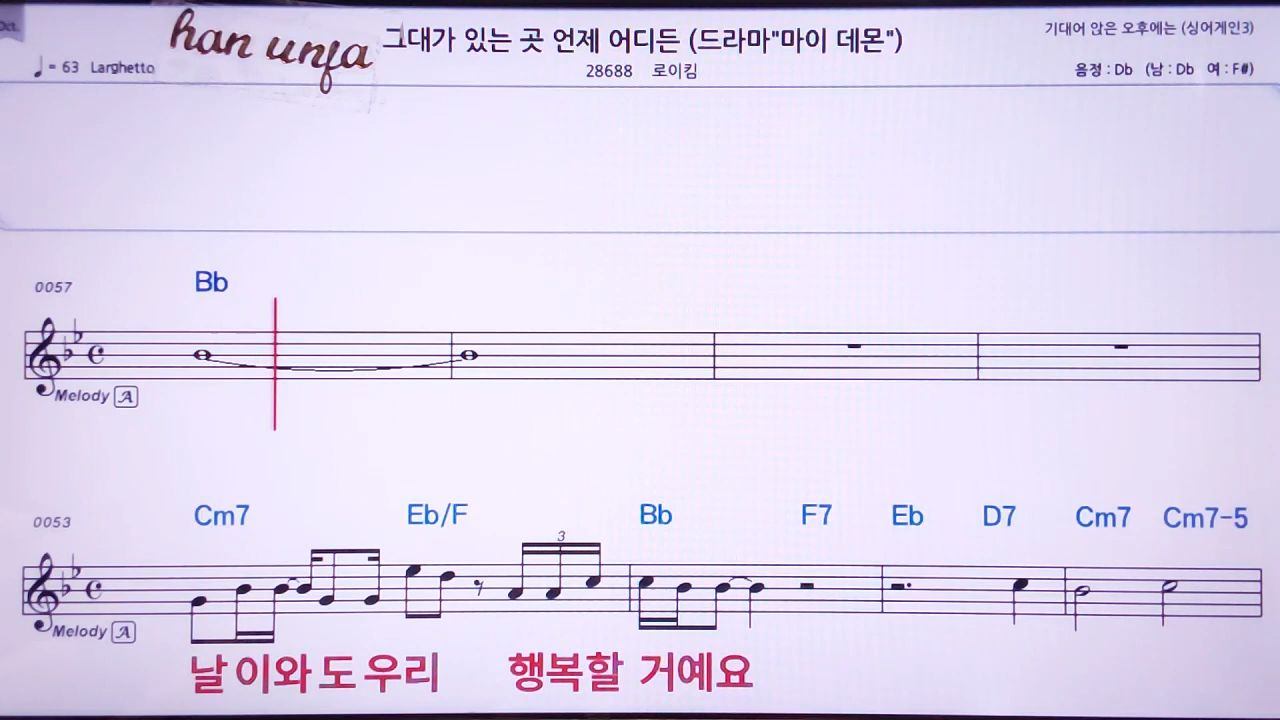 han unja
그대가 있는 곳 언제 어디든 (드라마"마이 데몬")
28688 로이킴
기대어 앉은 오후에는 (싱어게인3)
♩= 63 Larghetto
음정 : Db (남 : Db 여 : F#)
0057
Bb
Melody A
0053
Cm7 Eb/F Bb F7 Eb D7 Cm7 Cm7-5
3
Melody A
날 이와 도 우리 행복할 거예요